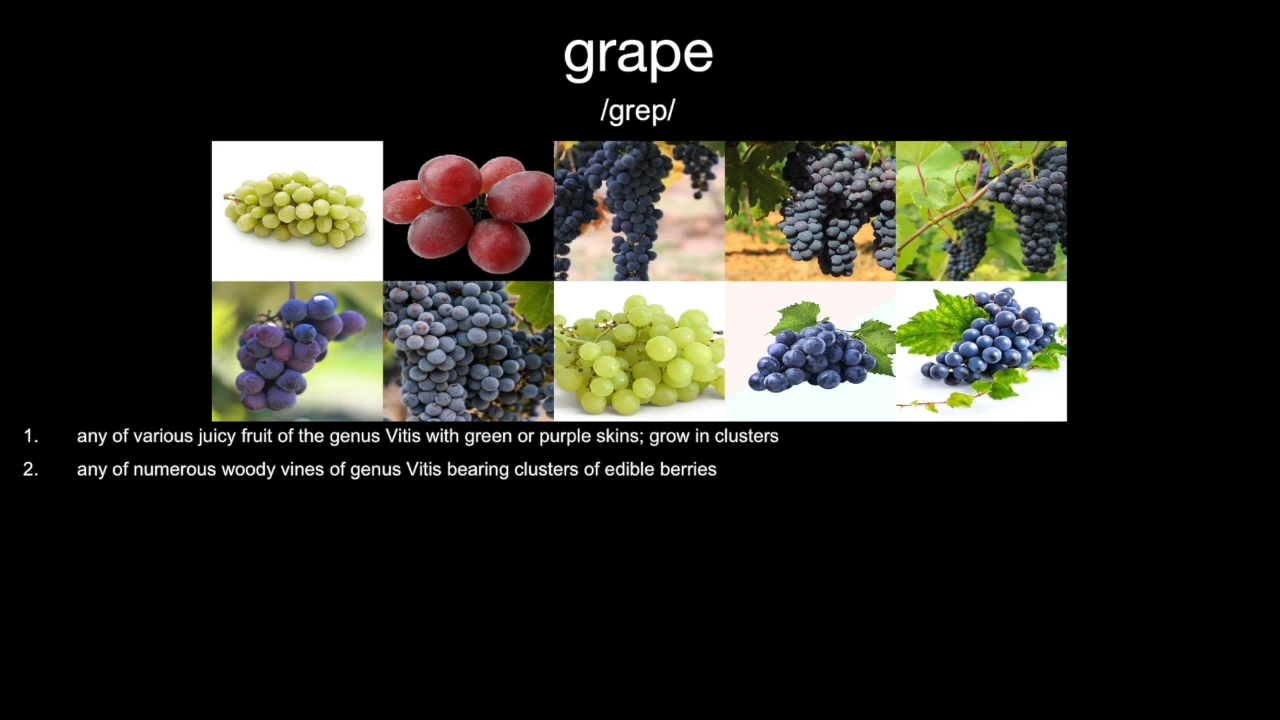 grape
/grep/
1. any of various juicy fruit of the genus Vitis with green or purple skins; grow in clusters
2. any of numerous woody vines of genus Vitis bearing clusters of edible berries